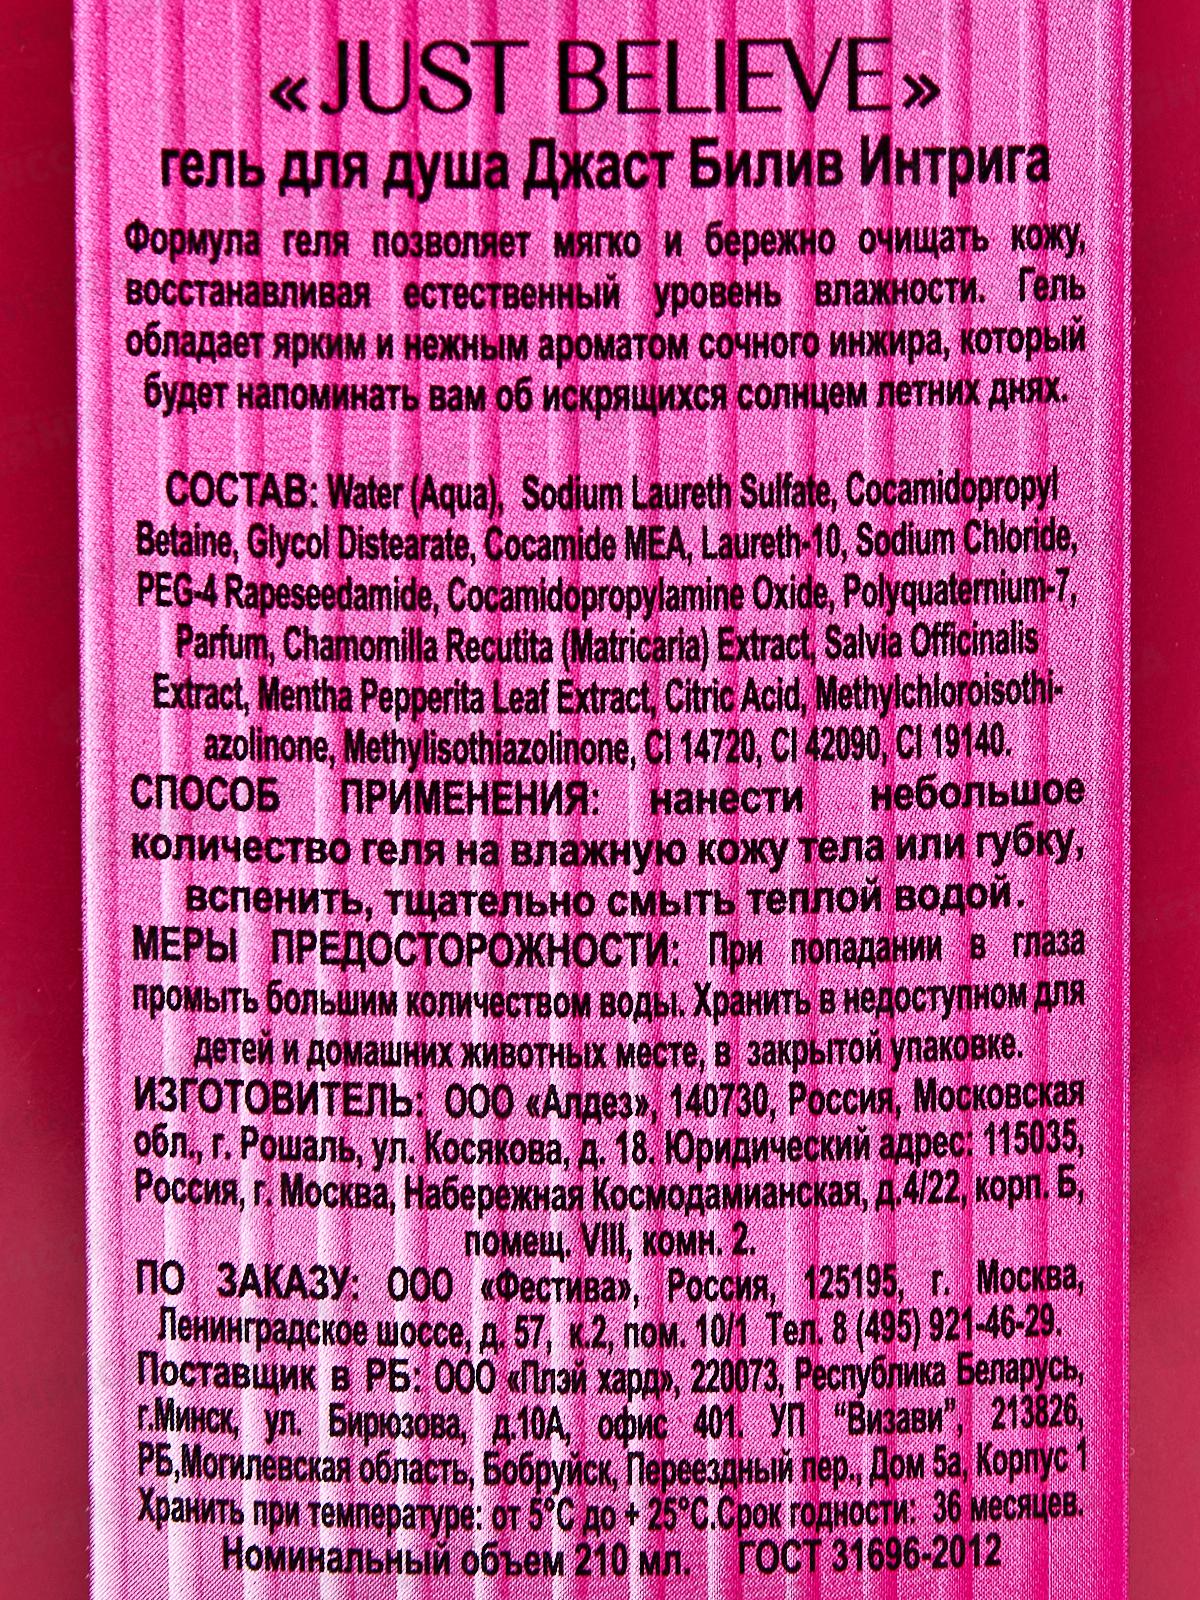 «JUST BELIEVE»
гель для душа Джаст Билив Интрига
Формула геля позволяет мягко и бережно очищать кожу,
восстанавливая естественный уровень влажности. Гель
обладает ярким и нежным ароматом сочного инжира, который
будет напоминать вам об искрящихся солнцем летних днях.
СОСТАВ: Water (Aqua), Sodium Laureth Sulfate, Cocamidopropyl
Betaine, Glycol Distearate, Cocamide MEA, Laureth-10, Sodium Chloride,
PEG-4 Rapeseedamide, Cocamidopropylamine Oxide, Polyquaternium-7,
Parfum, Chamomilla Recutita (Matricaria) Extract, Salvia Officinalis
Extract, Mentha Pepperita Leaf Extract, Citric Acid, Methylchloroisothi-
azolinone, Methylisothiazolinone, CI 14720, CI 42090, CI 19140.
СПОСОБ ПРИМЕНЕНИЯ: нанести небольшое
количество геля на влажную кожу тела или губку,
вспенить, тщательно смыть теплой водой.
МЕРЫ ПРЕДОСТОРОЖНОСТИ: При попадании в глаза
промыть большим количеством воды. Хранить в недоступном для
детей и домашних животных месте, в закрытой упаковке.
ИЗГОТОВИТЕЛЬ: ООО «Алдез», 140730, Россия, Московская
обл., г. Рошаль, ул. Косякова, д. 18. Юридический адрес: 115035,
Россия, г. Москва, Набережная Космодамианская, д.4/22, корп. Б,
помещ. VIII, комн. 2.
ПО ЗАКАЗУ: ООО «Фестива», Россия, 125195, г. Москва,
Ленинградское шоссе, д. 57, к.2, пом. 10/1 Тел. 8 (495) 921-46-29.
Поставщик в РБ: ООО «Плэй хард», 220073, Республика Беларусь,
г.Минск, ул. Бирюзова, д.10А, офис 401. УП “Визави”, 213826,
РБ,Могилевская область, Бобруйск, Переездный пер., Дом 5а, Корпус 1
Хранить при температуре: от 5°С до + 25°С.Срок годности: 36 месяцев.
Номинальный объем 210 мл. ГОСТ 31696-2012